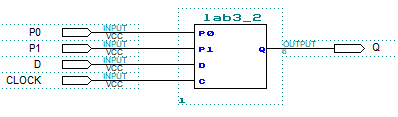 lab3_2
P0 INPUT VCC P0
P1 INPUT VCC P1 Q OUTPUT Q
D INPUT VCC D
CLOCK INPUT VCC C
1